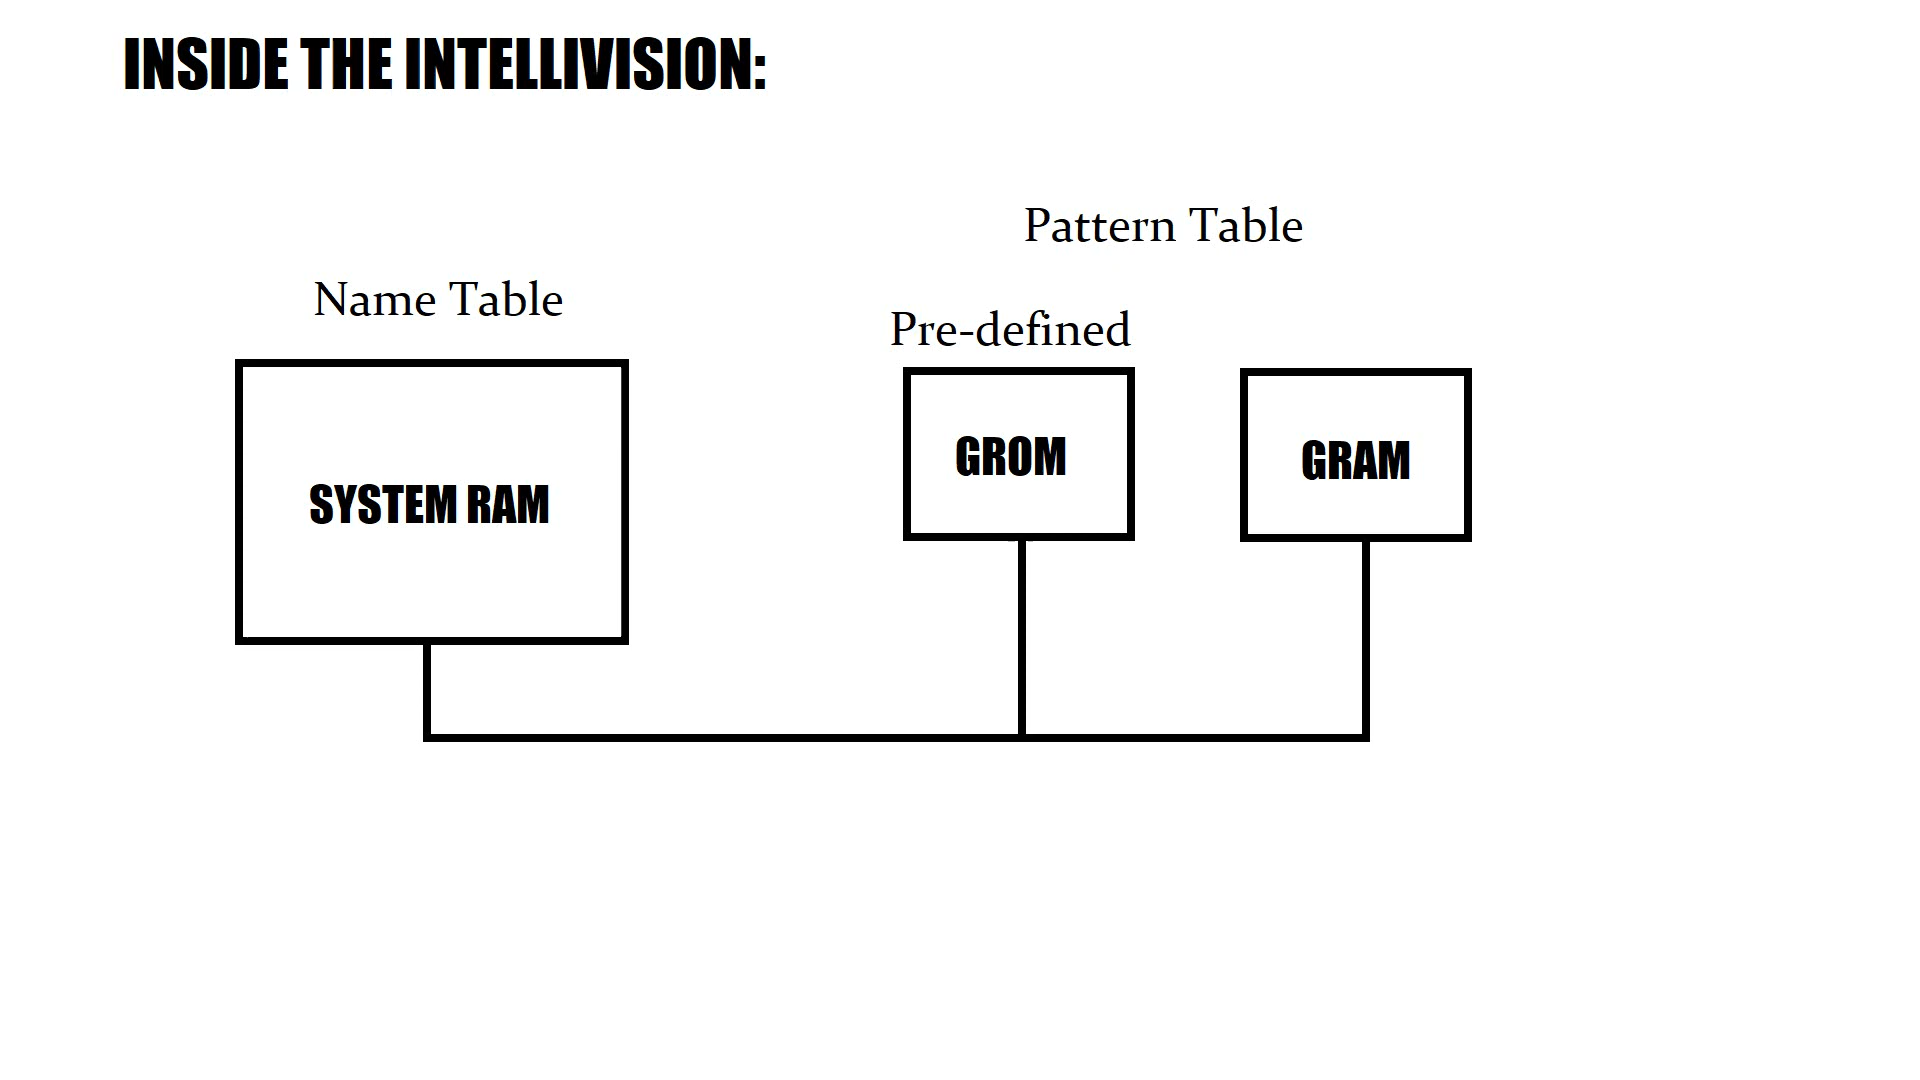 INSIDE THE INTELLIVISION:
Pattern Table
Name Table
Pre-defined
GROM
GRAM
SYSTEM RAM